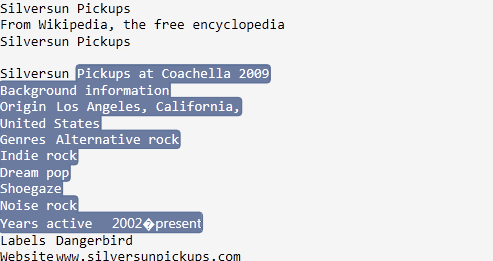 Silversun Pickups
From Wikipedia, the free encyclopedia
Silversun Pickups
Silversun Pickups at Coachella 2009
Background information
Origin Los Angeles, California,
United States
Genres Alternative rock
Indie rock
Dream pop
Shoegaze
Noise rock
Years active 2002�present
Labels Dangerbird
Website www.silversunpickups.com